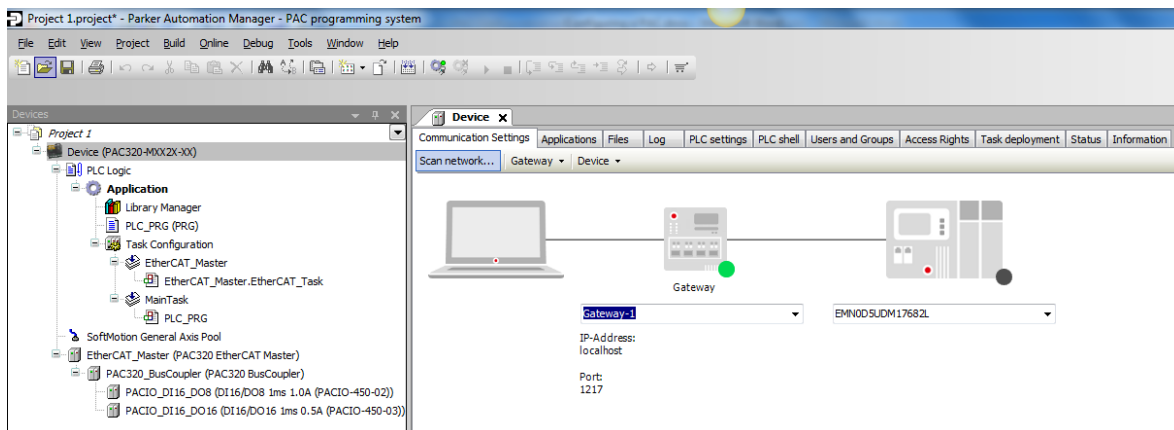 Project 1.project* - Parker Automation Manager - PAC programming system
File Edit View Project Build Online Debug Tools Window Help
Devices
Project 1
Device (PAC320-MXX2X-XX)
PLC Logic
Application
Library Manager
PLC_PRG (PRG)
Task Configuration
EtherCAT_Master
EtherCAT_Master.EtherCAT_Task
MainTask
PLC_PRG
SoftMotion General Axis Pool
EtherCAT_Master (PAC320 EtherCAT Master)
PAC320_BusCoupler (PAC320 BusCoupler)
PACIO_DI16_DO8 (DI16/DO8 1ms 1.0A (PACIO-450-02))
PACIO_DI16_DO16 (DI16/DO16 1ms 0.5A (PACIO-450-03))
Device
Communication Settings Applications Files Log PLC settings PLC shell Users and Groups Access Rights Task deployment Status Information
Scan network... Gateway Device
Gateway
Gateway-1 EMN0D5UDM17682L
IP-Address:
localhost
Port:
1217